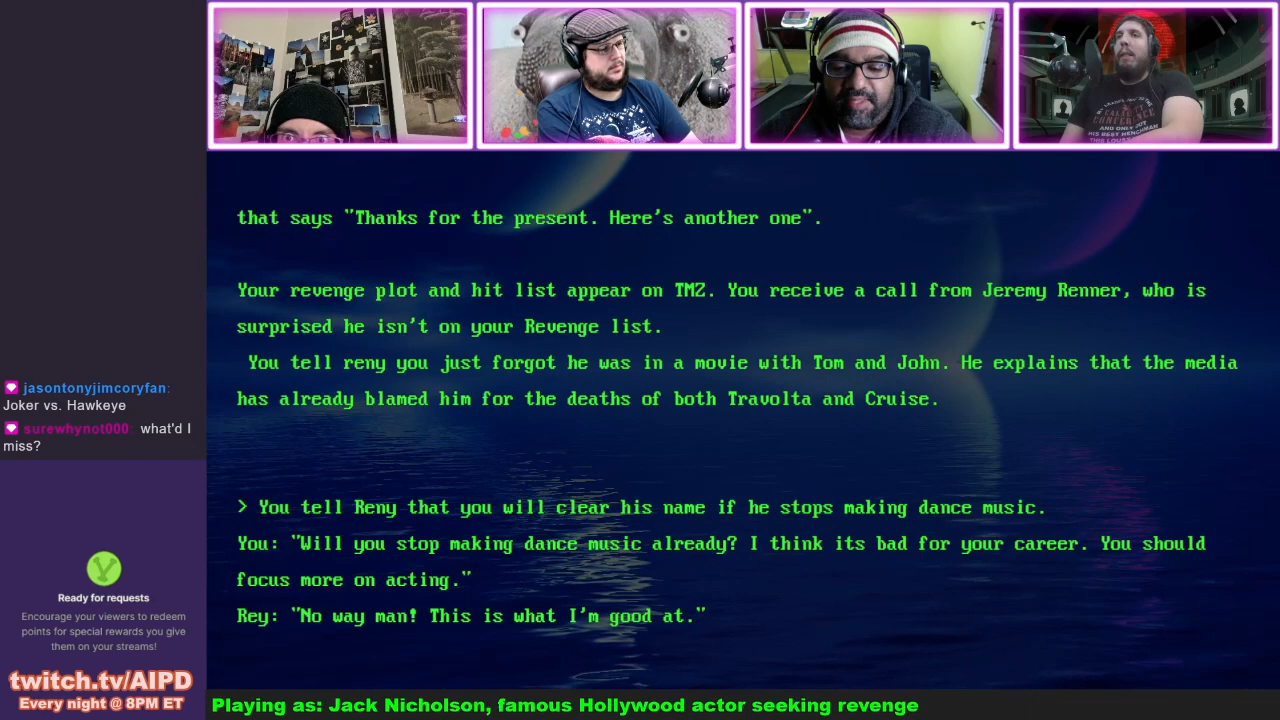 that says "Thanks for the present. Here's another one".
Your revenge plot and hit list appear on TMZ. You receive a call from Jeremy Renner, who is
surprised he isn't on your Revenge list.
You tell reny you just forgot he was in a movie with Tom and John. He explains that the media
has already blamed him for the deaths of both Travolta and Cruise.
> You tell Reny that you will clear his name if he stops making dance music.
You: "Will you stop making dance music already? I think its bad for your career. You should
focus more on acting."
Rey: "No way man! This is what I'm good at."
jasontonyjimcoryfan:
Joker vs. Hawkeye
surewhynot000: what'd I
miss?
Ready for requests
Encourage your viewers to redeem
points for special rewards you give
them on your streams!
twitch.tv/AIPD
Every night @ 8PM ET
Playing as: Jack Nicholson, famous Hollywood actor seeking revenge